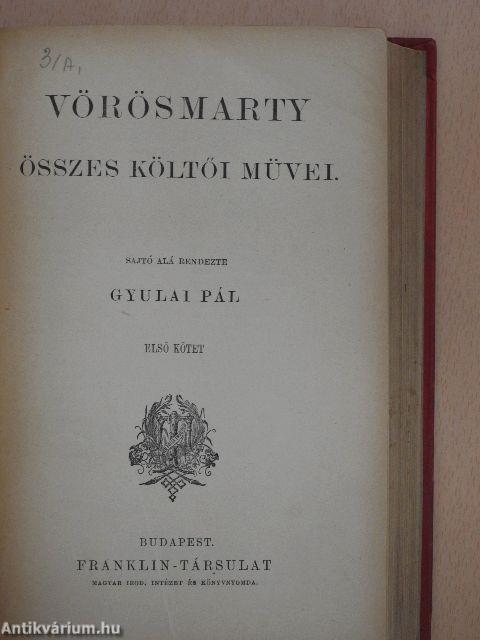 3/A,
VÖRÖSMARTY
ÖSSZES KÖLTŐI MÜVEI.
SAJTÓ ALÁ RENDEZTE
GYULAI PÁL
ELSŐ KÖTET
BUDAPEST.
FRANKLIN-TÁRSULAT
MAGYAR IROD. INTÉZET ÉS KÖNYVNYOMDA.
Antikvárium.hu